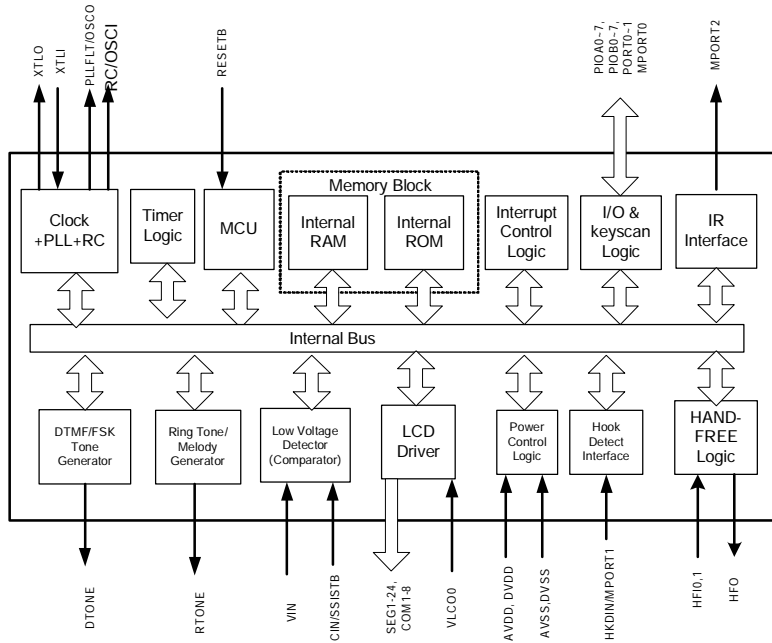 XTLO
XTLI
PLLFLT/OSCO
RC/OSCI
RESETB
PIOA0~7,
PIOB0~7,
PORT0~1
MPORT0
MPORT2
Memory Block
Clock
+PLL+RC
Timer
Logic
MCU
Internal
RAM
Internal
ROM
Interrupt
Control
Logic
I/O &
keyscan
Logic
IR
Interface
Internal Bus
DTMF/FSK
Tone
Generator
Ring Tone/
Melody
Generator
Low Voltage
Detector
(Comparator)
LCD
Driver
Power
Control
Logic
Hook
Detect
Interface
HAND-
FREE
Logic
DTONE
RTONE
VIN
CIN/SSISTB
SEG1-24,
COM1-8
VLCO0
AVDD, DVDD
AVSS,DVSS
HKDIN/MPORT1
HFI0,1
HFO